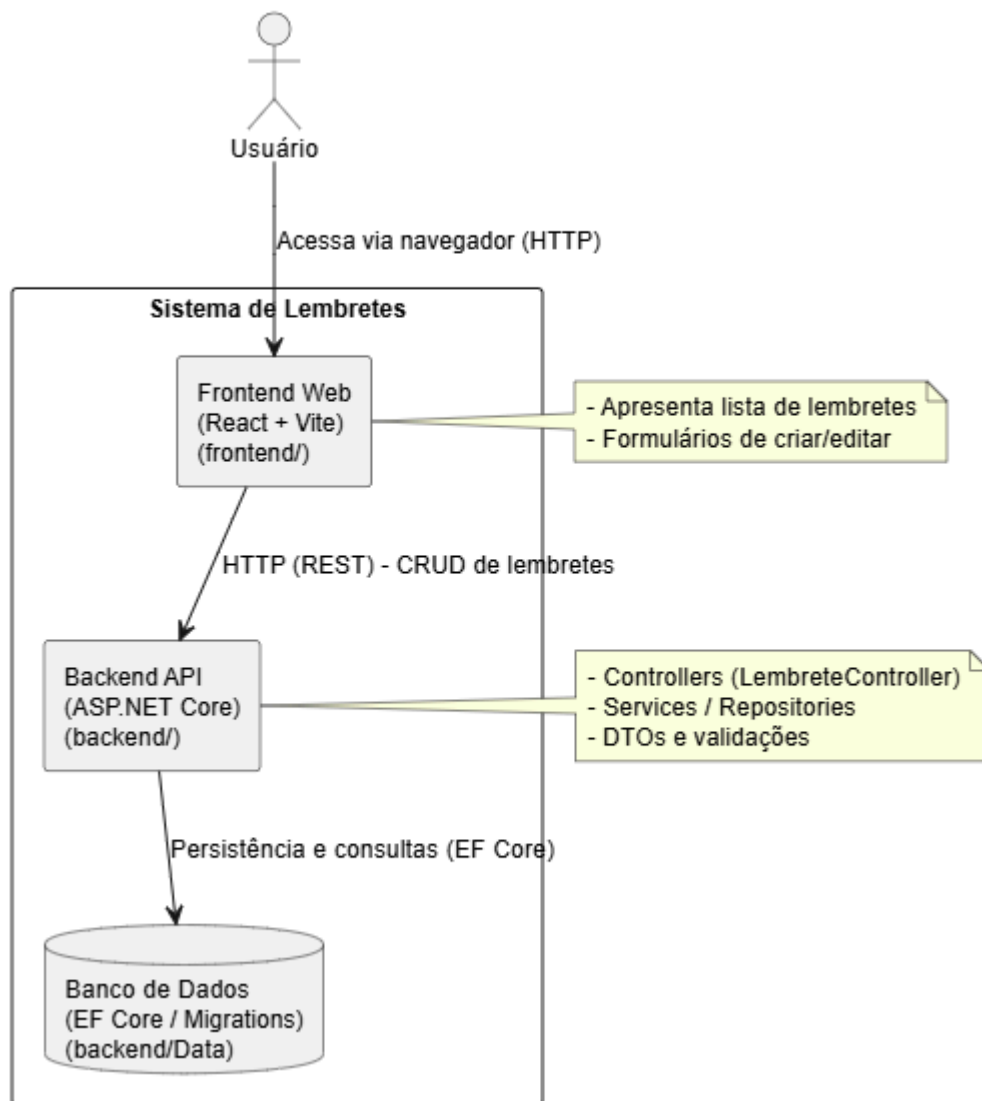 Usuário
Acessa via navegador (HTTP)
Sistema de Lembretes
Frontend Web
(React + Vite)
(frontend/)
- Apresenta lista de lembretes
- Formulários de criar/editar
HTTP (REST) - CRUD de lembretes
Backend API
(ASP.NET Core)
(backend/)
- Controllers (LembreteController)
- Services / Repositories
- DTOs e validações
Persistência e consultas (EF Core)
Banco de Dados
(EF Core / Migrations)
(backend/Data)